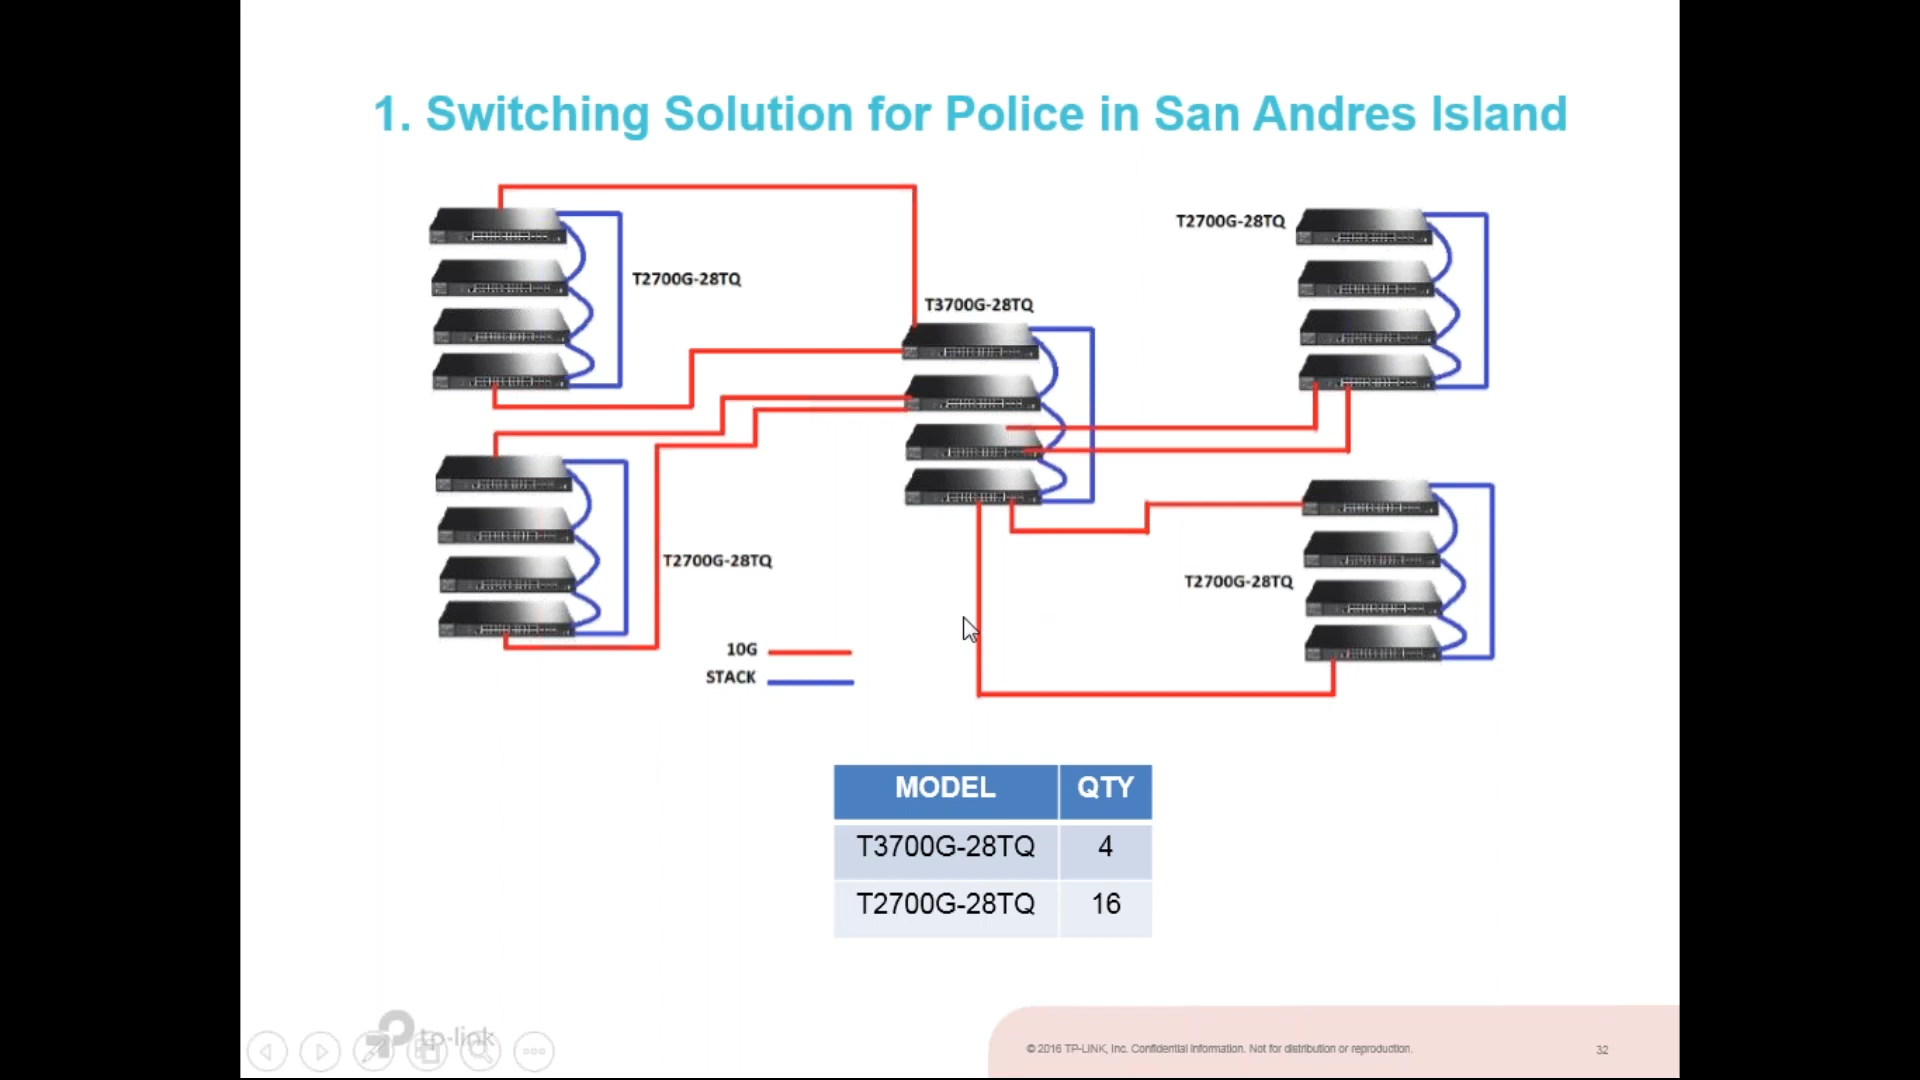 1. Switching Solution for Police in San Andres Island
T2700G-28TQ
T2700G-28TQ
T3700G-28TQ
T2700G-28TQ
T2700G-28TQ
10G
STACK
MODEL QTY
T3700G-28TQ 4
T2700G-28TQ 16
tp-link
© 2016 TP-LINK, Inc. Confidential Information. Not for distribution or reproduction.
32